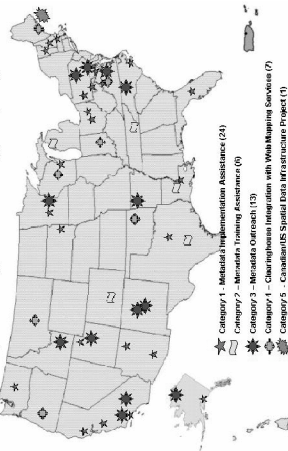 Category 1 - Metadata Implementation Assistance (24)
Category 2 - Metadata Training Assistance (6)
Category 3 - Metadata Outreach (13)
Category 4 - Clearinghouse Integration with Web Mapping Services (7)
Category 5 - Canadian/US Spatial Data Infrastructure Project (1)